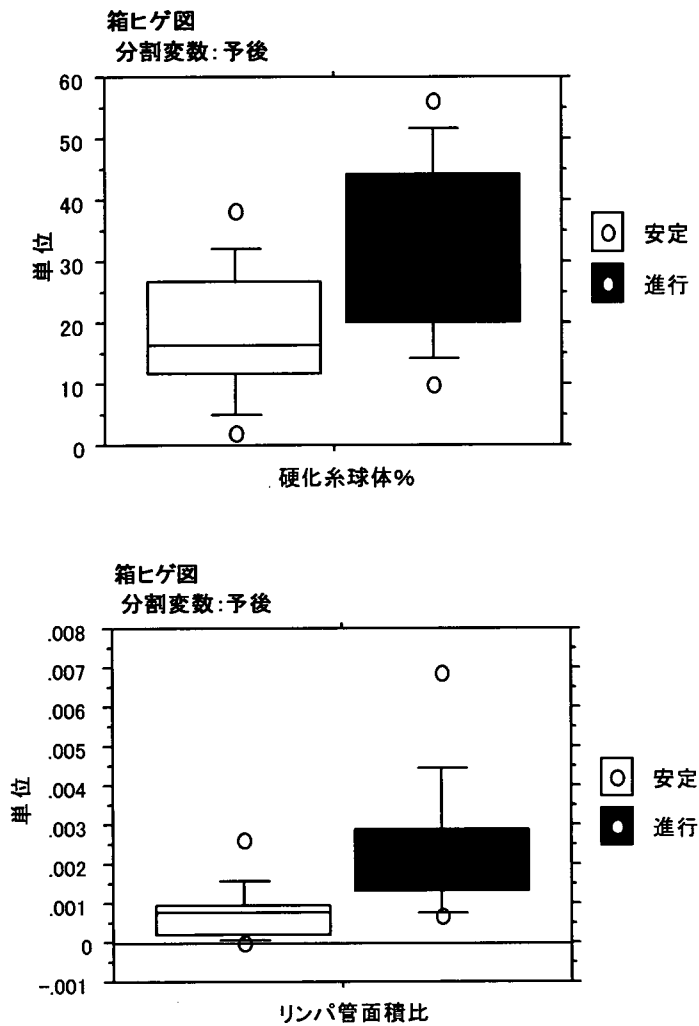 箱ヒゲ図
分割変数:予後
60
50
40
30
20
10
0
単位
硬化糸球体%
安定
進行
箱ヒゲ図
分割変数:予後
.008
.007
.006
.005
.004
.003
.002
.001
0
-.001
単位
リンパ管面積比
安定
進行